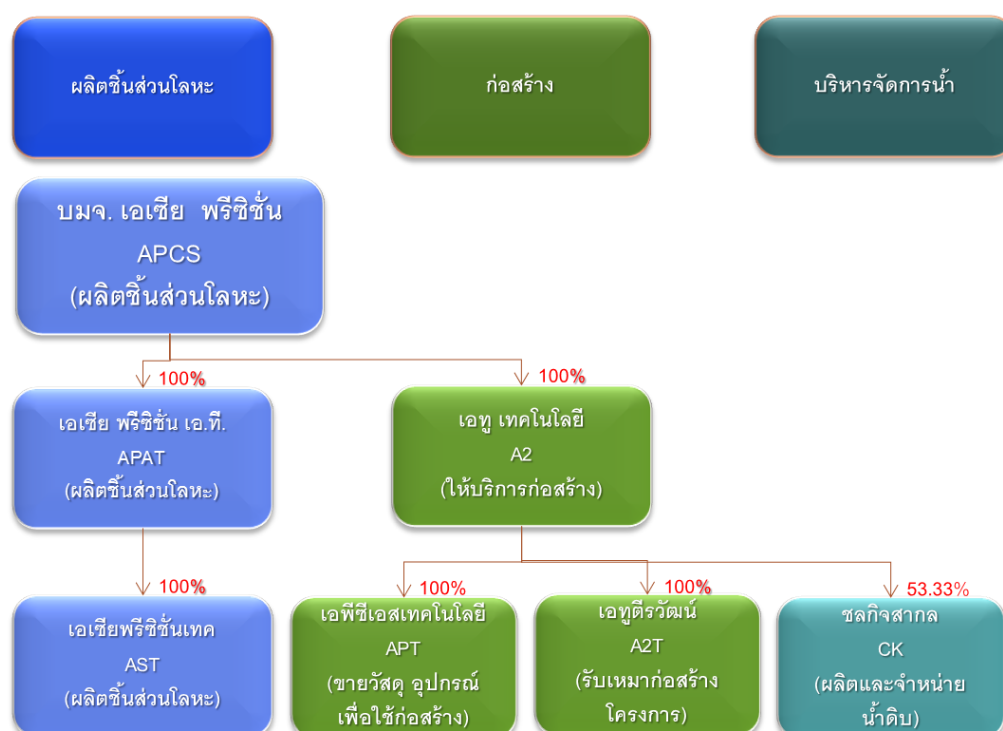 ผลิตชิ้นส่วนโลหะ
ก่อสร้าง
บริหารจัดการน้ำ
บมจ. เอเซีย พรีซิชั่น
APCS
(ผลิตชิ้นส่วนโลหะ)
100%
100%
เอเซีย พรีซิชั่น เอ.ที.
APAT
(ผลิตชิ้นส่วนโลหะ)
เอทู เทคโนโลยี
A2
(ให้บริการก่อสร้าง)
100%
100%
100%
53.33%
เอเซียพรีซิชั่นเทค
AST
(ผลิตชิ้นส่วนโลหะ)
เอพีซีเอสเทคโนโลยี
APT
(ขายวัสดุ อุปกรณ์
เพื่อใช้ก่อสร้าง)
เอทูตีรวัฒน์
A2T
(รับเหมาก่อสร้าง
โครงการ)
ชลกิจสากล
CK
(ผลิตและจำหน่าย
น้ำดิบ)